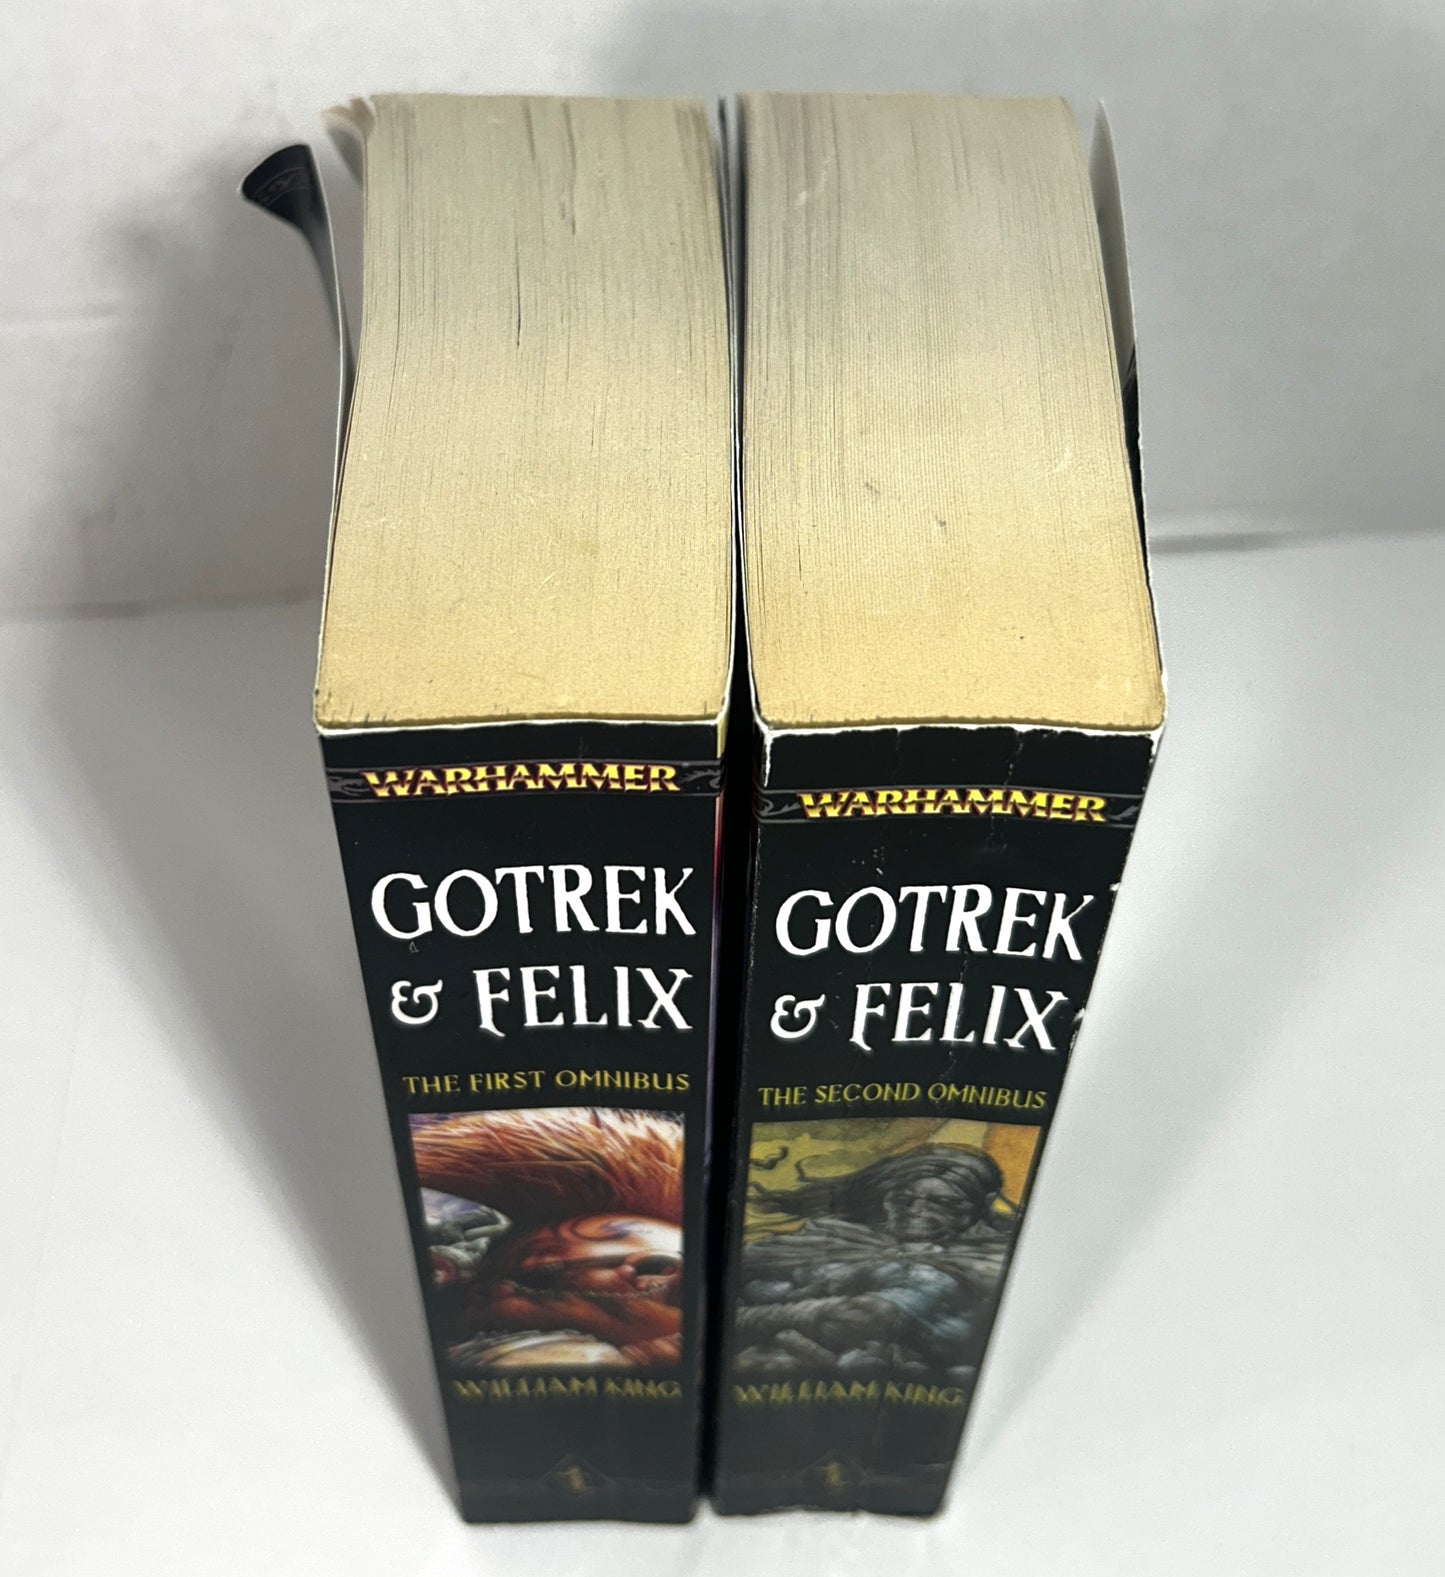 WARHAMMER
GOTREK
& FELIX
THE FIRST OMNIBUS
WILLIAM KING
WARHAMMER
GOTREK
& FELIX
THE SECOND OMNIBUS
WILLIAM KING